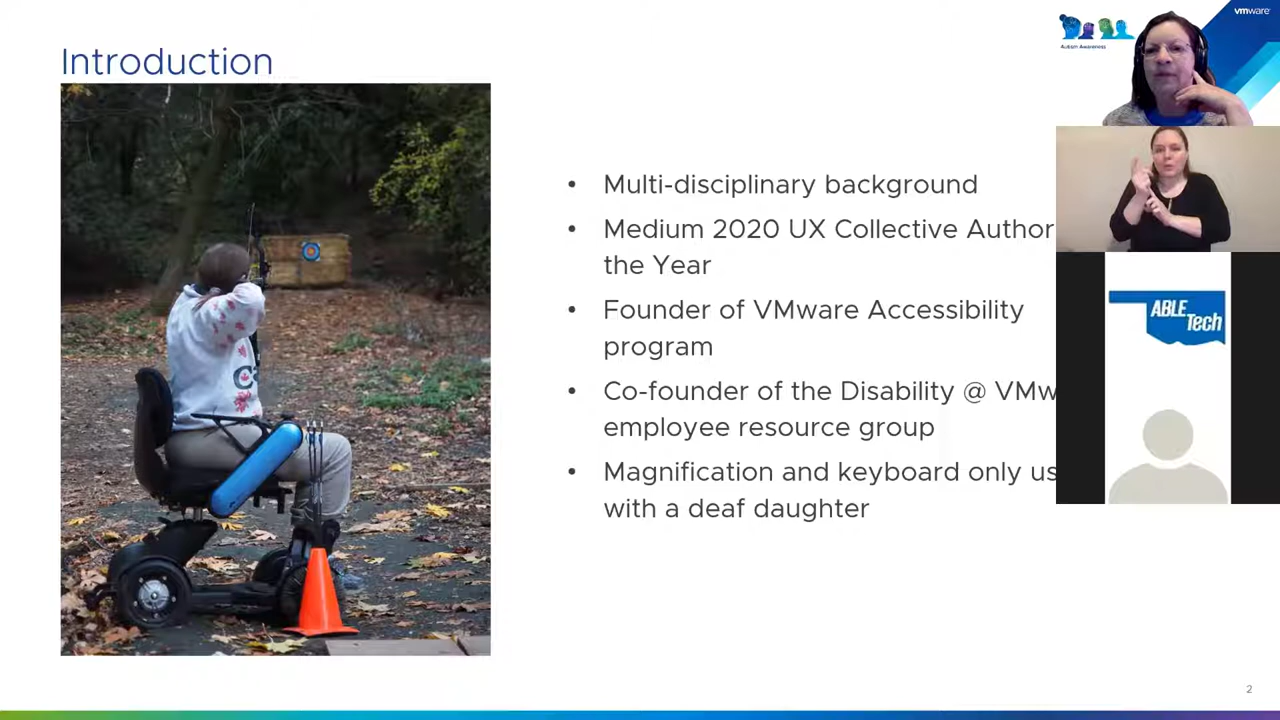 Introduction
vmware
Autism Awareness
• Multi-disciplinary background
• Medium 2020 UX Collective Author
the Year
• Founder of VMware Accessibility
program
• Co-founder of the Disability @ VMw
employee resource group
• Magnification and keyboard only us
with a deaf daughter
ABLE
Tech
2